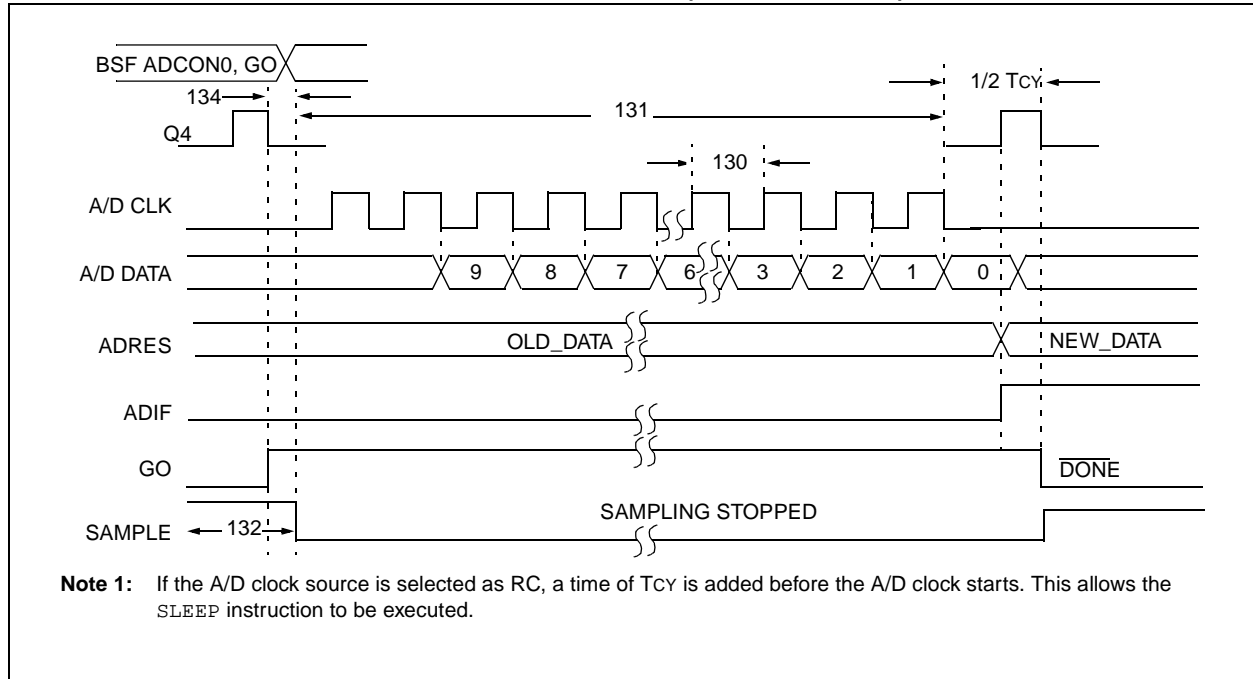 BSF ADCON0, GO
1/2 TCY
134
131
Q4
130
A/D CLK
A/D DATA 9 8 7 6 3 2 1 0
ADRES OLD_DATA NEW_DATA
ADIF
GO DONE
SAMPLING STOPPED
SAMPLE 132
Note 1: If the A/D clock source is selected as RC, a time of TCY is added before the A/D clock starts. This allows the
SLEEP instruction to be executed.